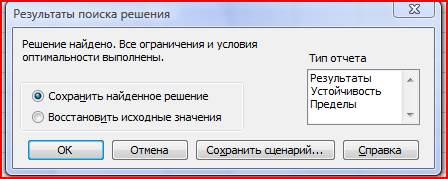 Результаты поиска решения
Решение найдено. Все ограничения и условия
оптимальности выполнены.
Тип отчета
Результаты
Устойчивость
Пределы
Сохранить найденное решение
Восстановить исходные значения
ОК
Отмена
Сохранить сценарий...
Справка